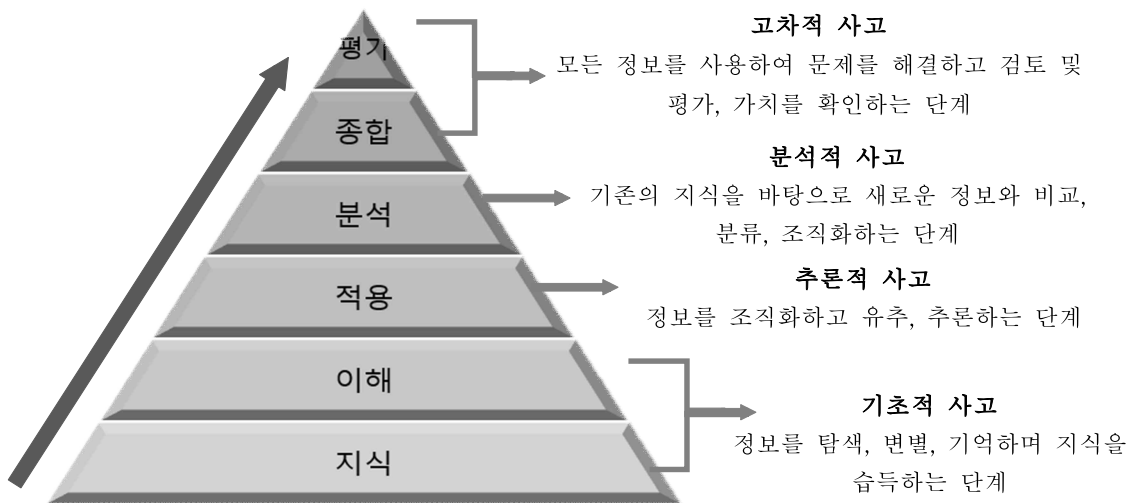 평가
종합
분석
적용
이해
지식
고차적 사고
모든 정보를 사용하여 문제를 해결하고 검토 및
평가, 가치를 확인하는 단계
분석적 사고
기존의 지식을 바탕으로 새로운 정보와 비교,
분류, 조직화하는 단계
추론적 사고
정보를 조직화하고 유추, 추론하는 단계
기초적 사고
정보를 탐색, 변별, 기억하며 지식을
습득하는 단계